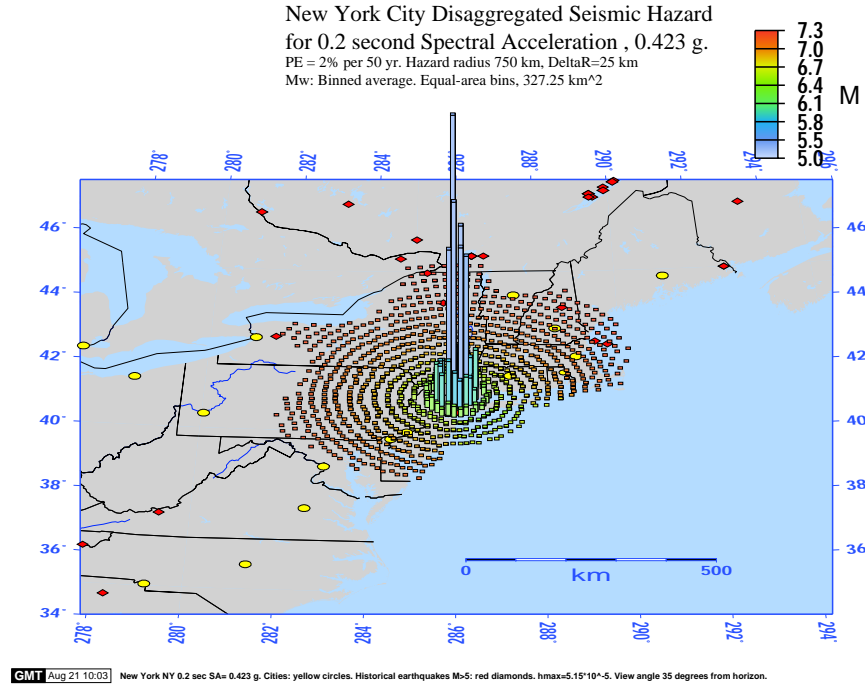 New York City Disaggregated Seismic Hazard
for 0.2 second Spectral Acceleration , 0.423 g.
PE = 2% per 50 yr. Hazard radius 750 km, DeltaR=25 km
Mw: Binned average. Equal-area bins, 327.25 km^2
7.3
7.0
6.7
6.4
6.1
5.8
5.5
5.0
M
278˚ 280˚ 282˚ 284˚ 286˚ 288˚ 290˚ 292˚ 294˚ 296˚
46˚ 46˚
44˚ 44˚
42˚ 42˚
40˚ 40˚
38˚ 38˚
36˚ 36˚
34˚ 34˚
0 500
km
278˚ 280˚ 282˚ 284˚ 286˚ 288˚ 290˚ 292˚ 294˚
GMT Aug 21 10:03 New York NY 0.2 sec SA= 0.423 g. Cities: yellow circles. Historical earthquakes M>5: red diamonds. hmax=5.15*10^-5. View angle 35 degrees from horizon.